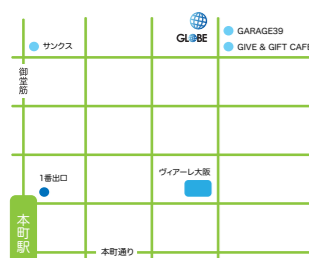 GLOBE
GARAGE39
サンクス
GIVE & GIFT CAFE
御堂筋
1番出口
ヴィアーレ大阪
本町駅
本町通り